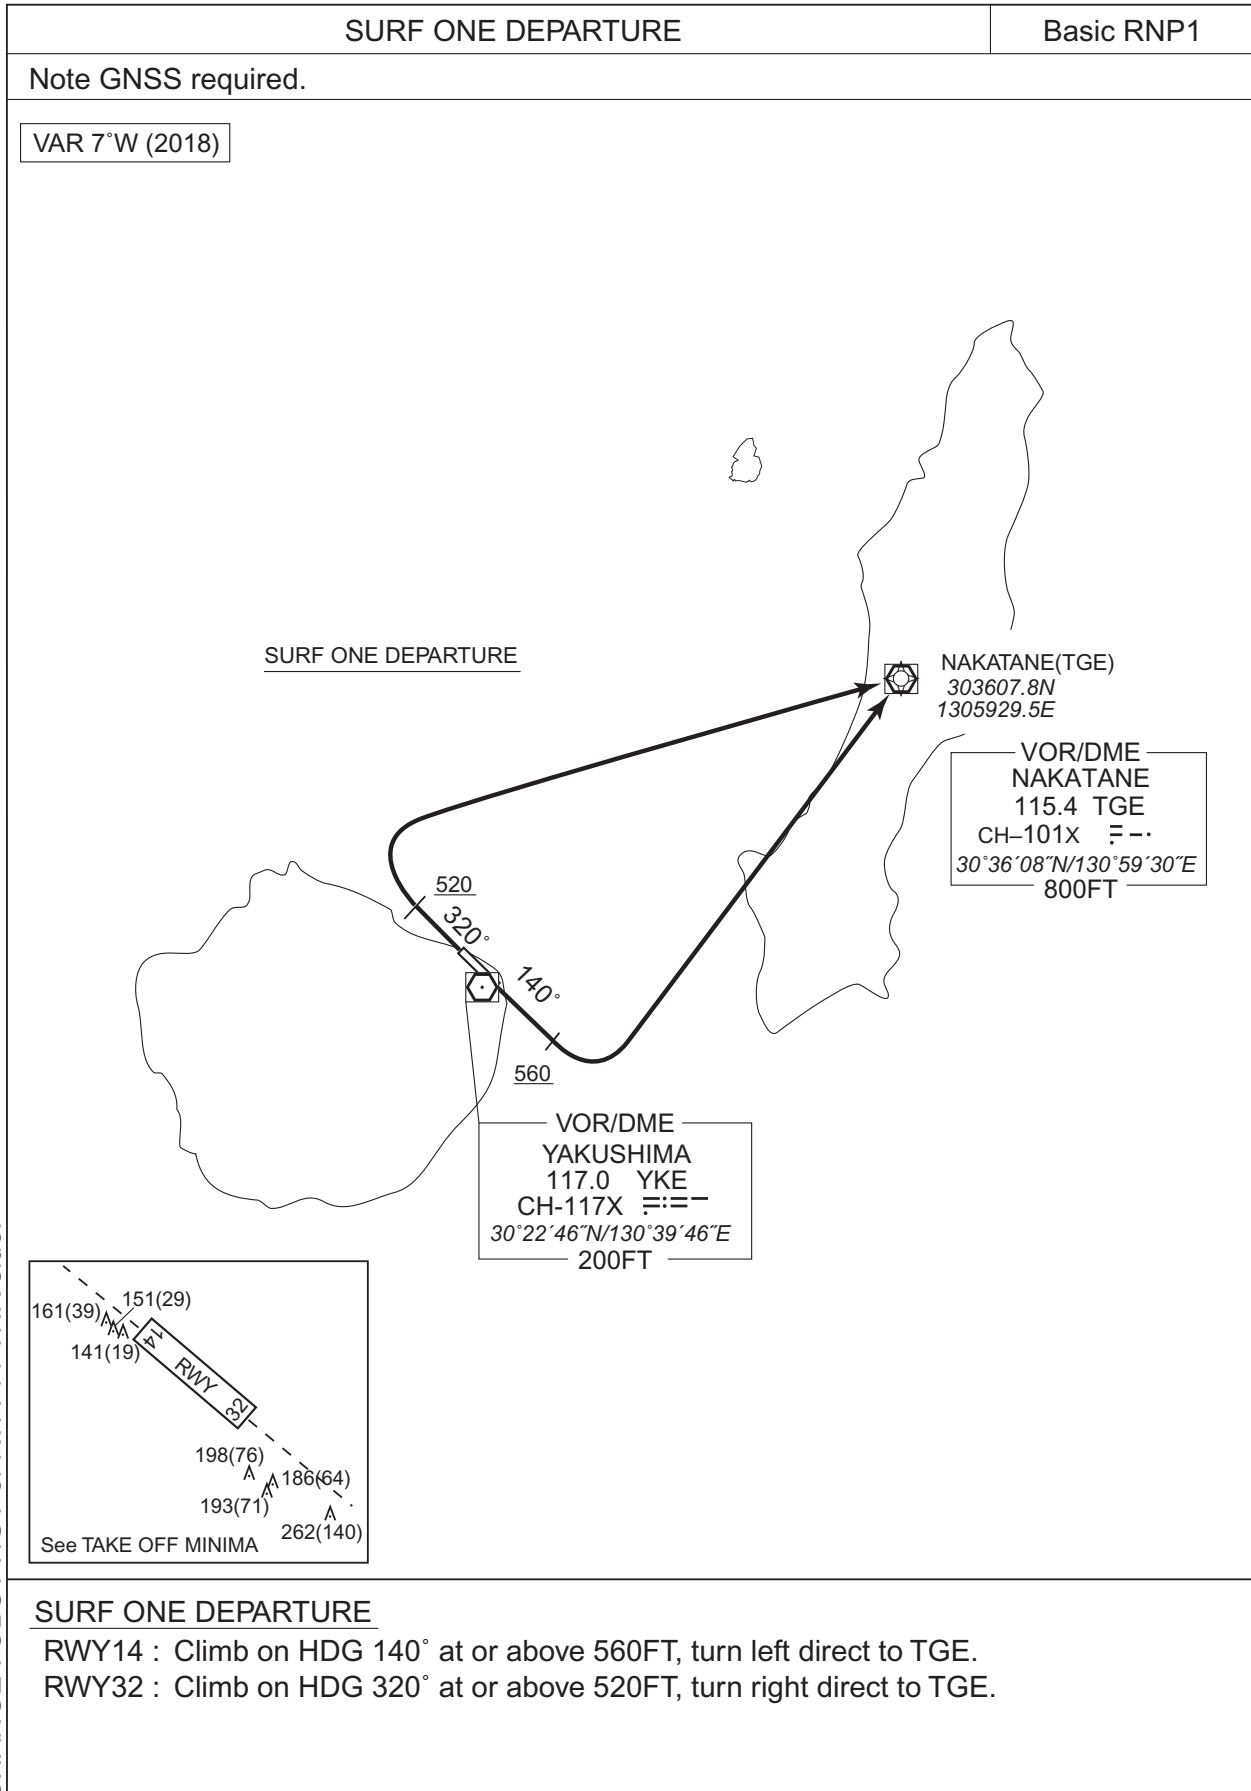 SURF ONE DEPARTURE
Basic RNP1
Note GNSS required.
VAR 7˚W (2018)
SURF ONE DEPARTURE
NAKATANE(TGE)
303607.8N
1305929.5E
VOR/DME
NAKATANE
115.4 TGE
CH–101X
30˚36´08˝N/130˚59´30˝E
800FT
520
320˚
140˚
560
VOR/DME
YAKUSHIMA
117.0 YKE
CH-117X
30˚22´46˝N/130˚39´46˝E
200FT
161(39)
151(29)
141(19)
14
RWY
32
198(76)
186(64)
193(71)
262(140)
See TAKE OFF MINIMA
SURF ONE DEPARTURE
RWY14 : Climb on HDG 140˚ at or above 560FT, turn left direct to TGE.
RWY32 : Climb on HDG 320˚ at or above 520FT, turn right direct to TGE.